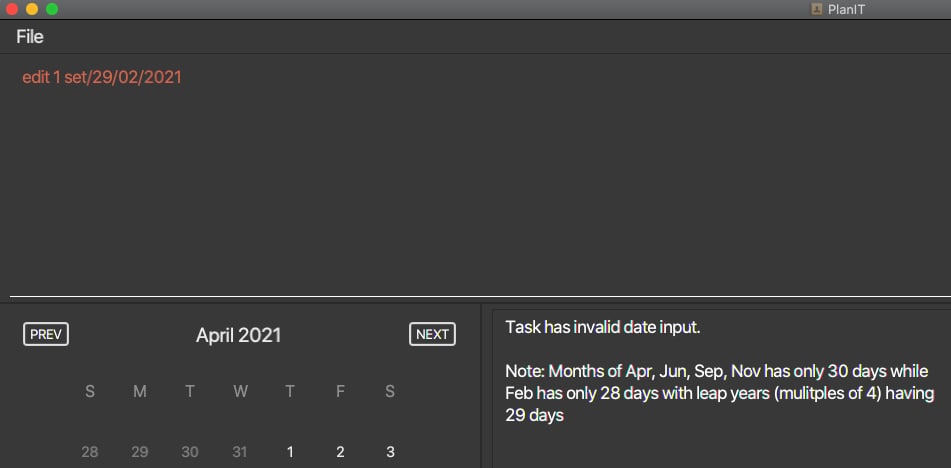 PlanIT
File
edit 1 set/29/02/2021
PREV
April 2021
NEXT
S M T W T F S
28 29 30 31 1 2 3
Task has invalid date input.
Note: Months of Apr, Jun, Sep, Nov has only 30 days while
Feb has only 28 days with leap years (mulitples of 4) having
29 days